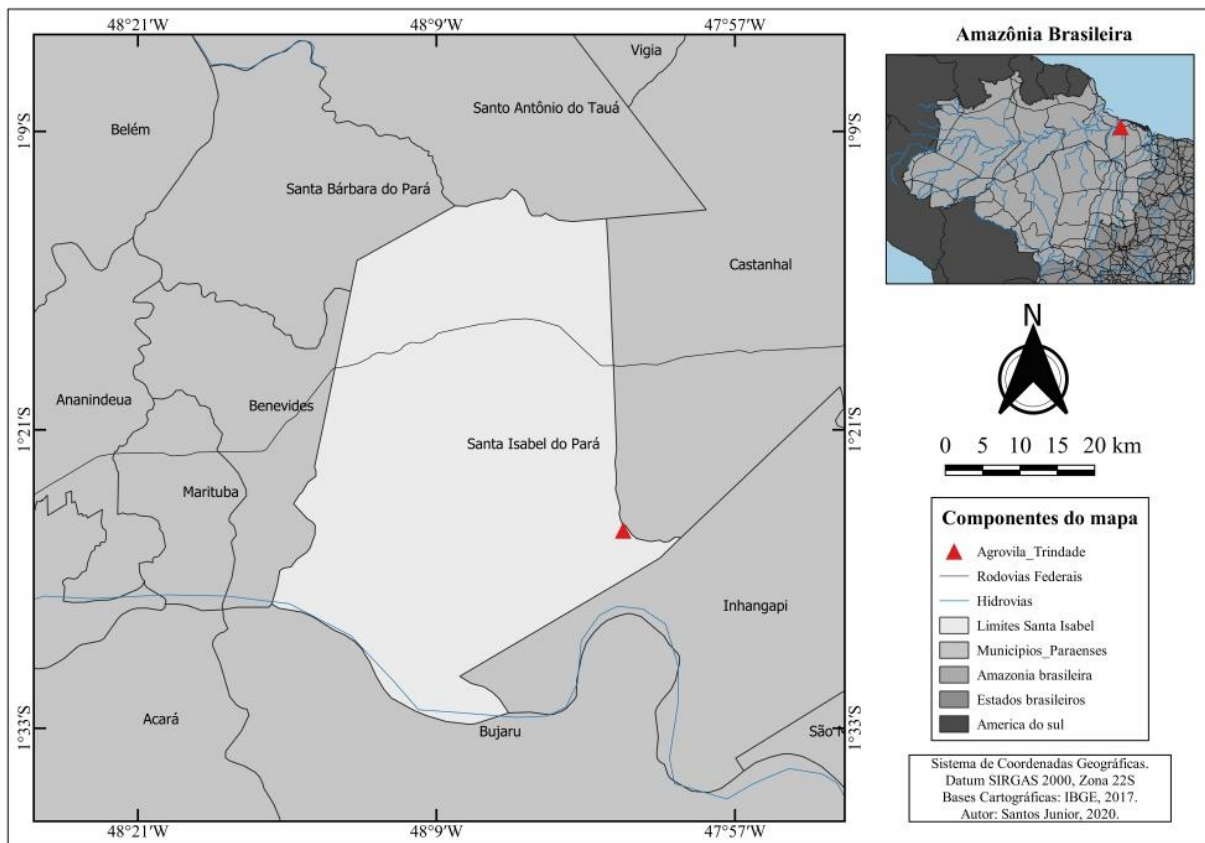 48°21'W
48°9'W
47°57'W
Vigia
Santo Antônio do Tauá
1°9'S
Belém
1°9'S
Santa Bárbara do Pará
Castanhal
Ananindeua
Benevides
1°21'S
Santa Isabel do Pará
1°21'S
Marituba
Inhangapi
Acará
1°33'S
Bujaru
São
1°33'S
48°21'W
48°9'W
47°57'W
Amazônia Brasileira
N
0 5 10 15 20 km
Componentes do mapa
Agrovila_Trindade
Rodovias Federais
Hidrovias
Limites Santa Isabel
Municípios_Paraenses
Amazonia brasileira
Estados brasileiros
America do sul
Sistema de Coordenadas Geográficas.
Datum SIRGAS 2000, Zona 22S
Bases Cartográficas: IBGE, 2017.
Autor: Santos Junior, 2020.